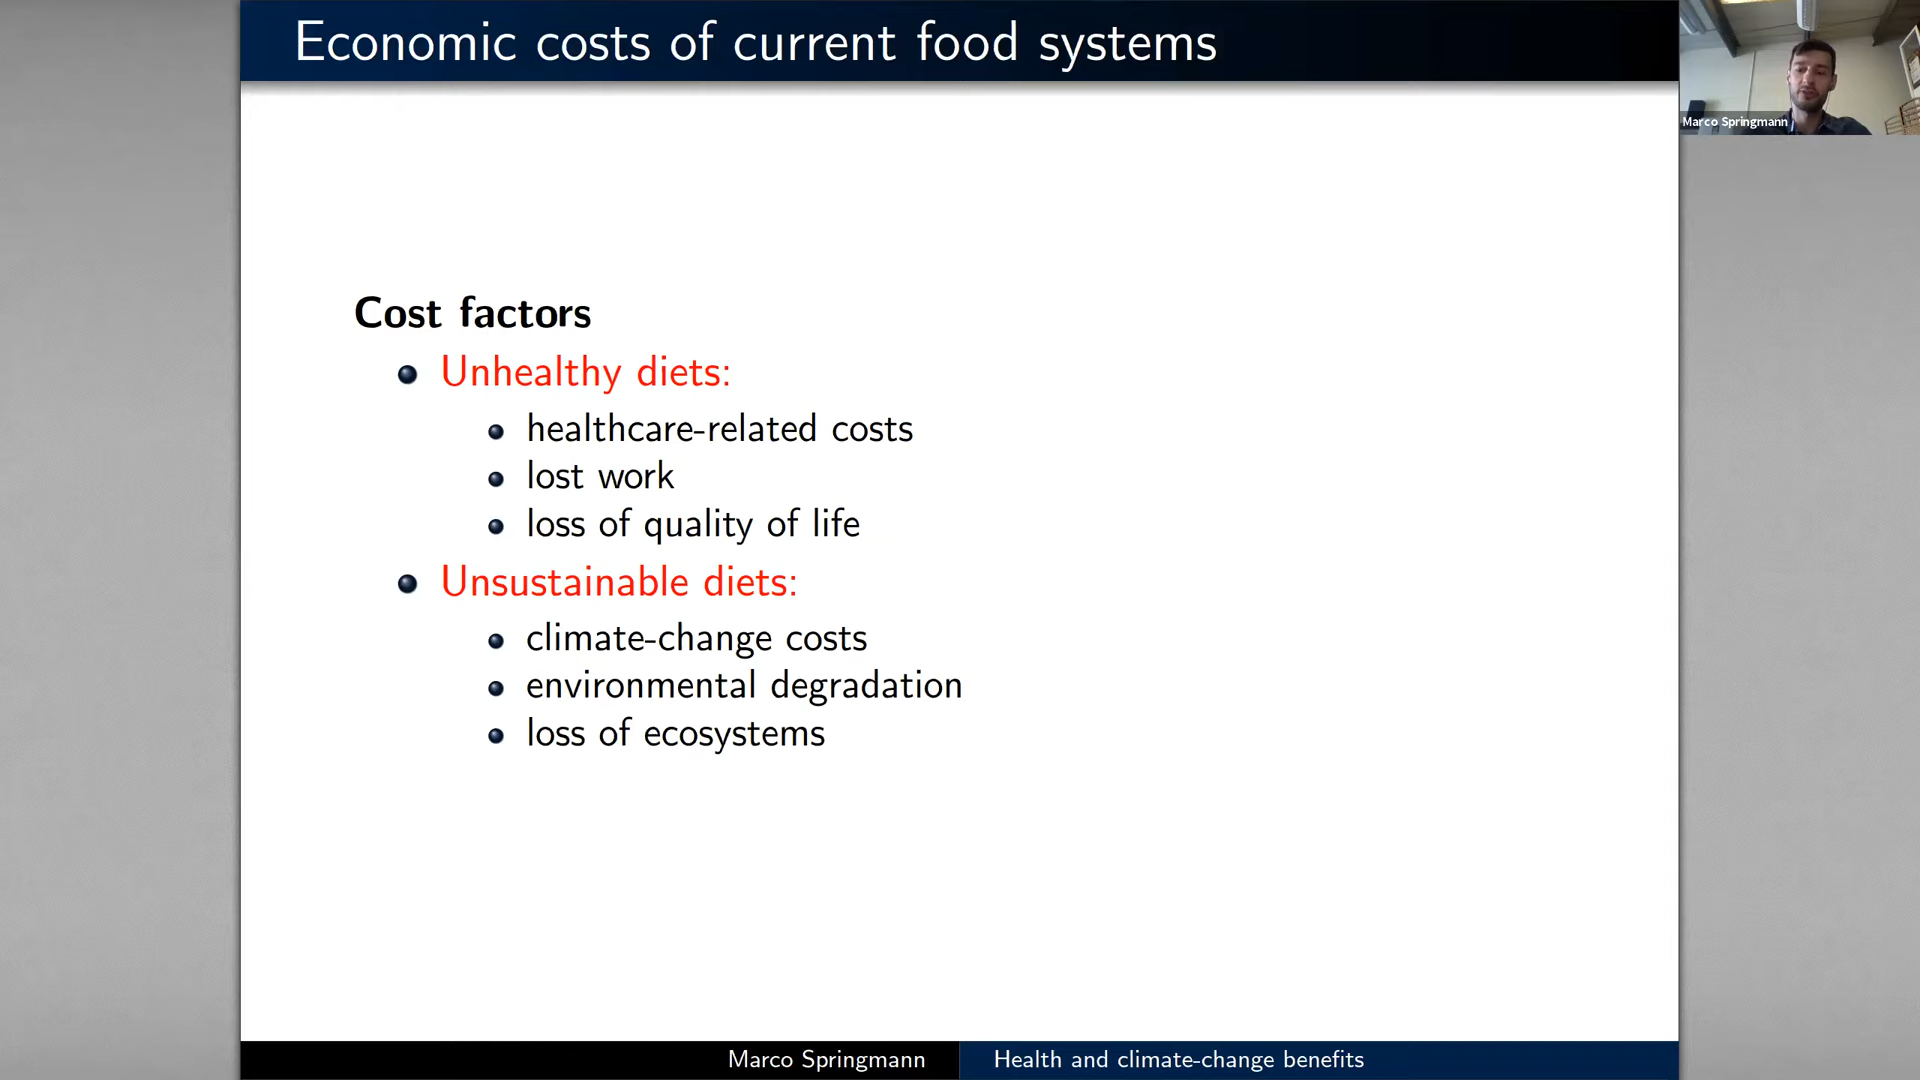 Economic costs of current food systems
Marco Springmann
Cost factors
Unhealthy diets:
healthcare-related costs
lost work
loss of quality of life
Unsustainable diets:
climate-change costs
environmental degradation
loss of ecosystems
Marco Springmann
Health and climate-change benefits